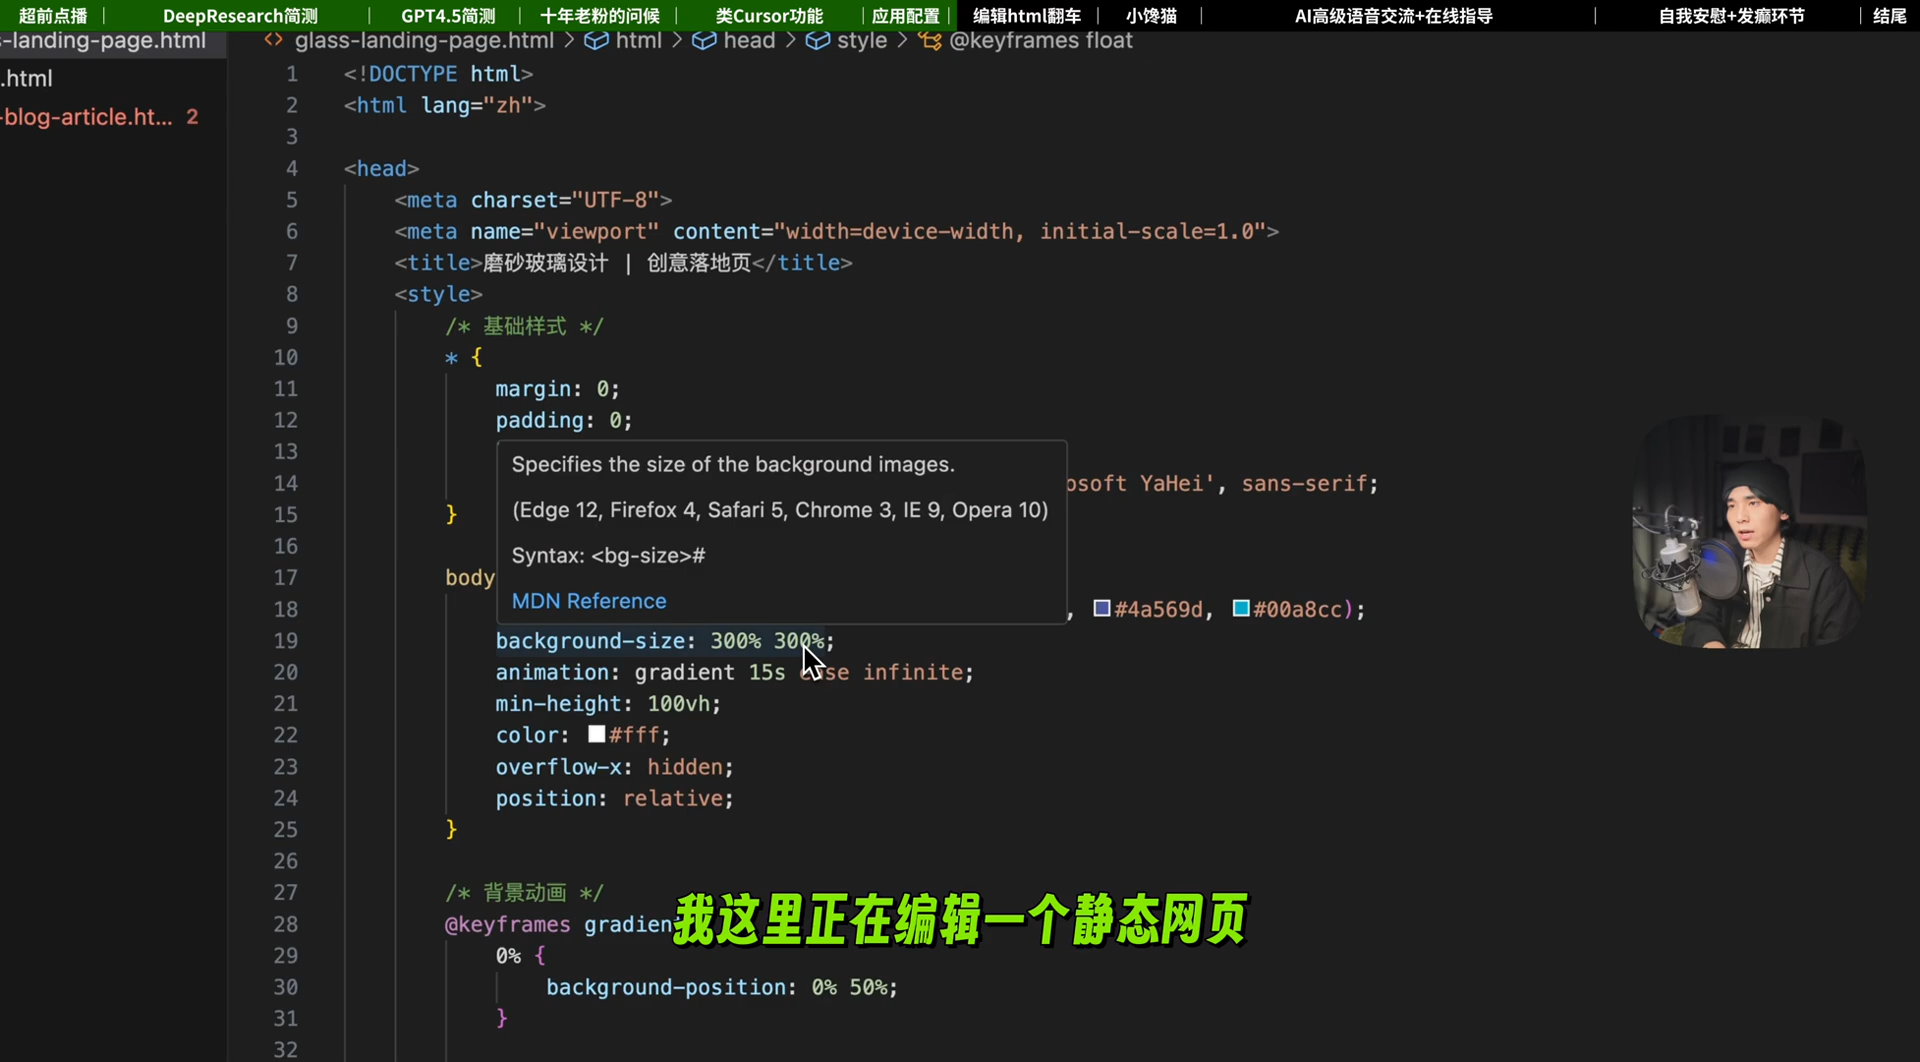 超前点播 | DeepResearch简测 | GPT4.5简测 | 十年老粉的问候 | 类Cursor功能 | 应用配置 | 编辑html翻车 | 小馋猫 | AI高级语音交流+在线指导 | 自我安慰+发癫环节 | 结尾
-landing-page.html
<> glass-landing-page.html > html > head > style > @keyframes float
.html
-blog-article.ht... 2
1 <!DOCTYPE html>
2 <html lang="zh">
3
4 <head>
5 <meta charset="UTF-8">
6 <meta name="viewport" content="width=device-width, initial-scale=1.0">
7 <title>磨砂玻璃设计 | 创意落地页</title>
8 <style>
9 /* 基础样式 */
10 * {
11 margin: 0;
12 padding: 0;
13
Specifies the size of the background images.
14 osoft YaHei', sans-serif;
(Edge 12, Firefox 4, Safari 5, Chrome 3, IE 9, Opera 10)
15 }
16
Syntax: <bg-size>#
17 body
MDN Reference
18 , #4a569d, #00a8cc);
19 background-size: 300% 300%;
20 animation: gradient 15s ease infinite;
21 min-height: 100vh;
22 color: #fff;
23 overflow-x: hidden;
24 position: relative;
25 }
26
27 /* 背景动画 */
28 @keyframes gradien
我这里正在编辑一个静态网页
29 0% {
30 background-position: 0% 50%;
31 }
32